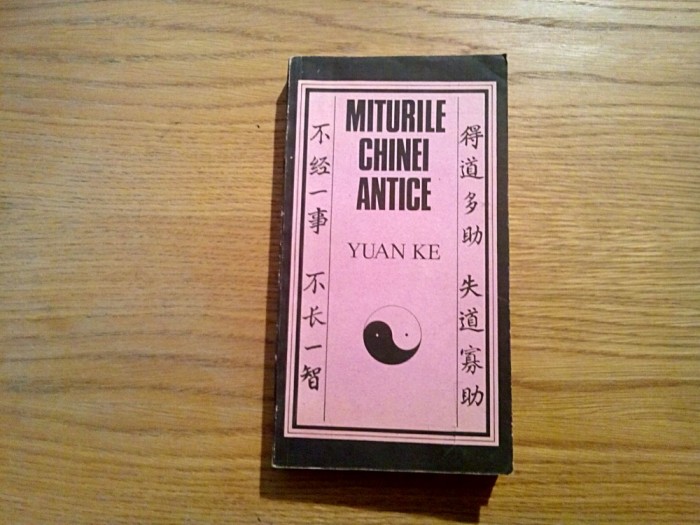 MITURILE
CHINEI
ANTICE
YUAN KE
得道多助 失道寡助
不经一事 不长一智